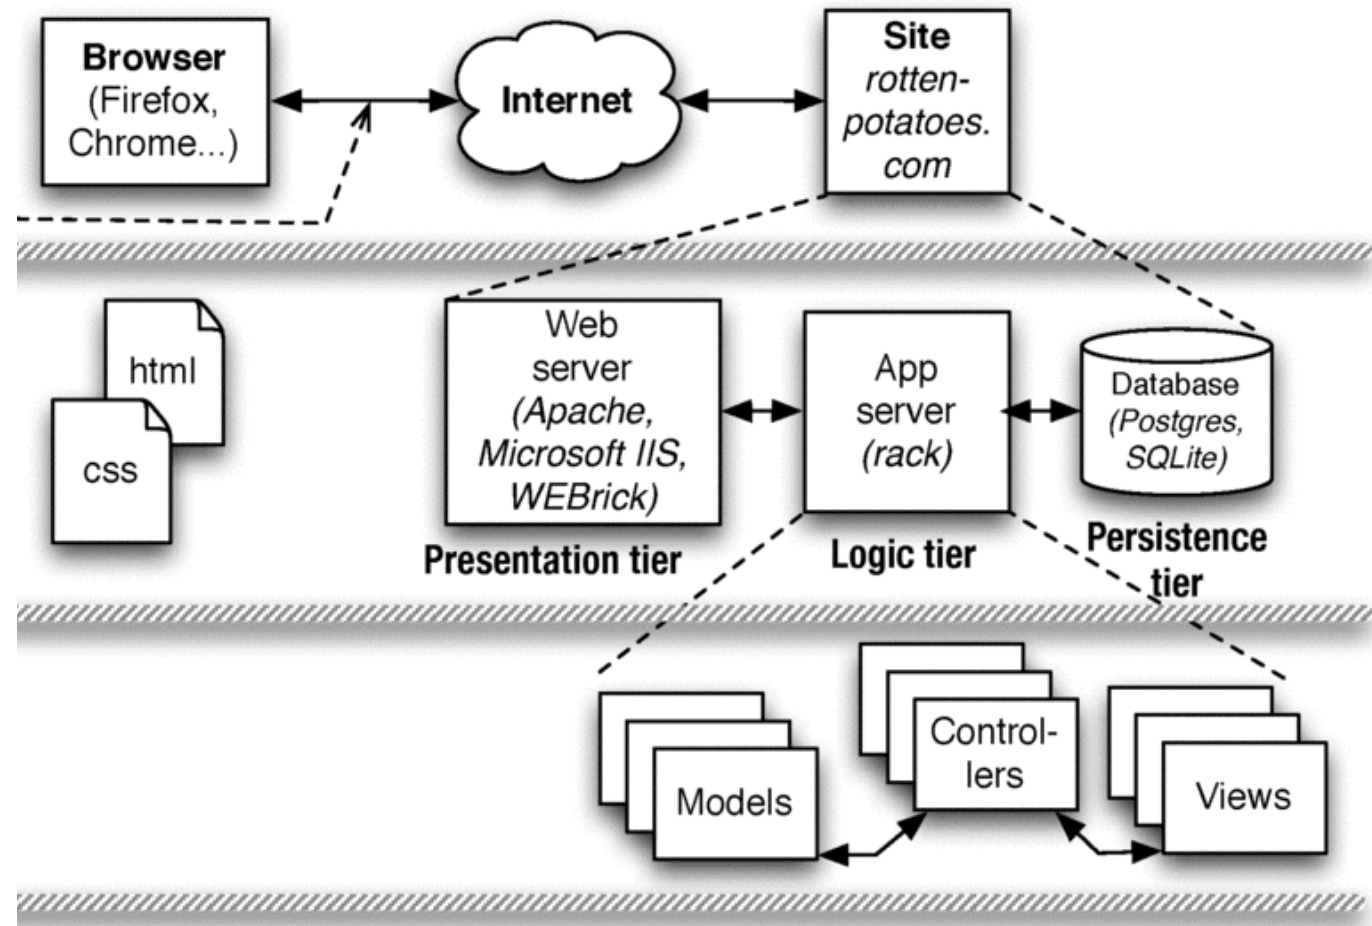 Browser
(Firefox,
Chrome...)
Internet
Site
rotten-
potatoes.
com
html
css
Web
server
(Apache,
Microsoft IIS,
WEBrick)
Presentation tier
App
server
(rack)
Logic tier
Database
(Postgres,
SQLite)
Persistence
tier
Models
Control-
lers
Views